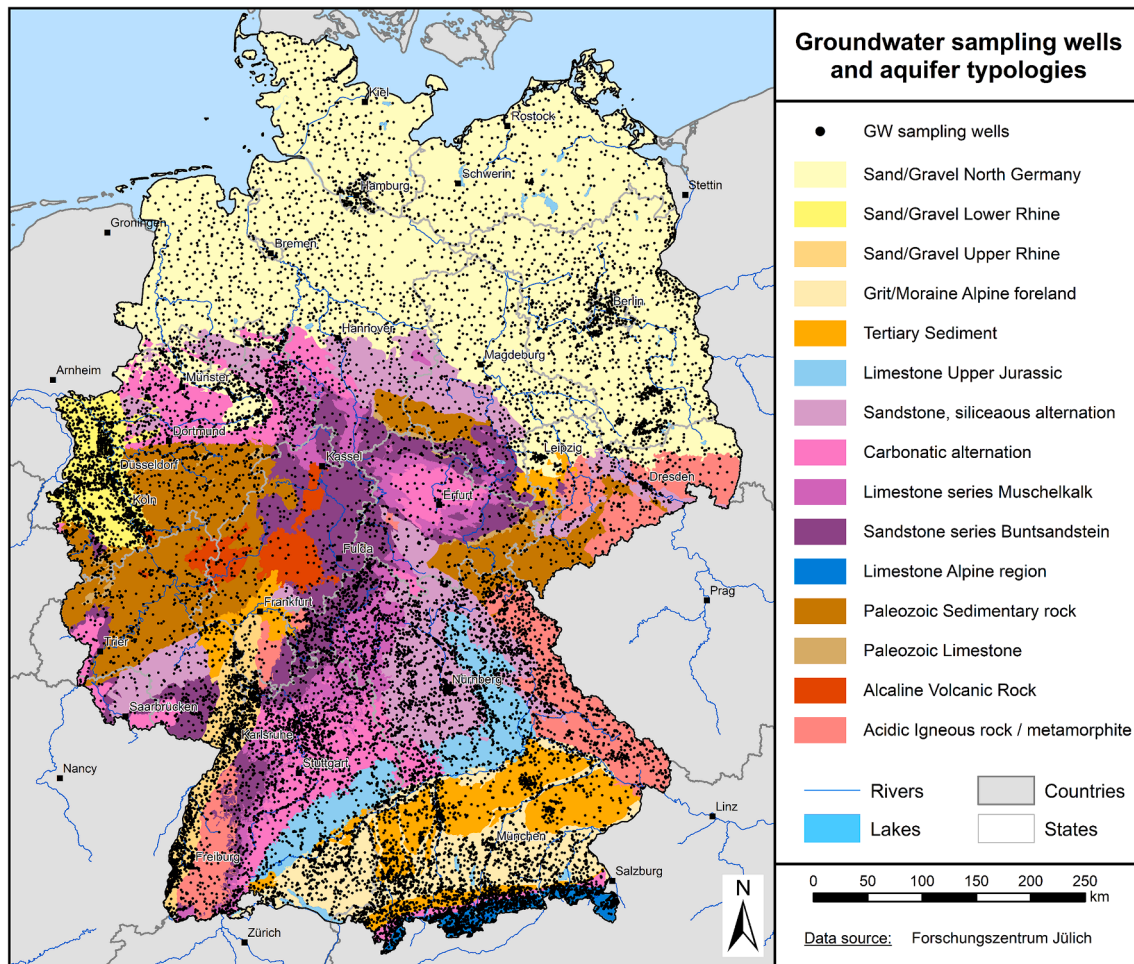 Groundwater sampling wells
and aquifer typologies
GW sampling wells
Sand/Gravel North Germany
Sand/Gravel Lower Rhine
Sand/Gravel Upper Rhine
Grit/Moraine Alpine foreland
Tertiary Sediment
Limestone Upper Jurassic
Sandstone, siliceaous alternation
Carbonatic alternation
Limestone series Muschelkalk
Sandstone series Buntsandstein
Limestone Alpine region
Paleozoic Sedimentary rock
Paleozoic Limestone
Alcaline Volcanic Rock
Acidic Igneous rock / metamorphite
Rivers
Countries
Lakes
States
0 50 100 150 200 250
km
Data source: Forschungszentrum Jülich
N
Kiel
Rostock
Schwerin
Hamburg
Stettin
Groningen
Bremen
Berlin
Hannover
Magdeburg
Arnheim
Münster
Dortmund
Leipzig
Düsseldorf
Kassel
Dresden
Köln
Erfurt
Fulda
Prag
Frankfurt
Trier
Nürnberg
Saarbrücken
Karlsruhe
Nancy
Stuttgart
Linz
München
Freiburg
Salzburg
Zürich